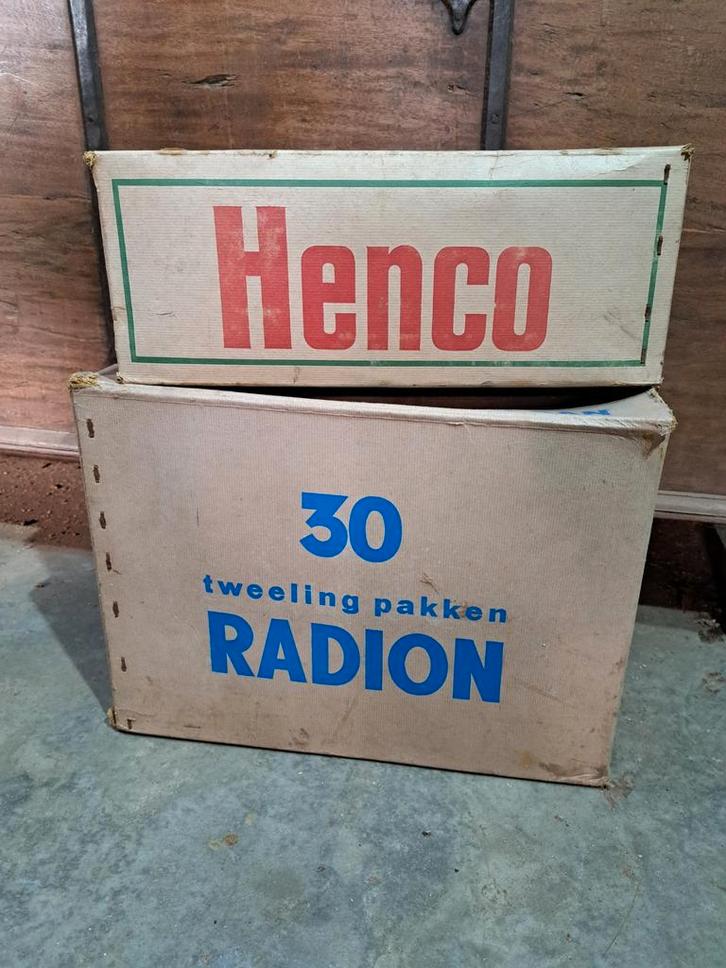 Henco
30
tweeling pakken
RADION